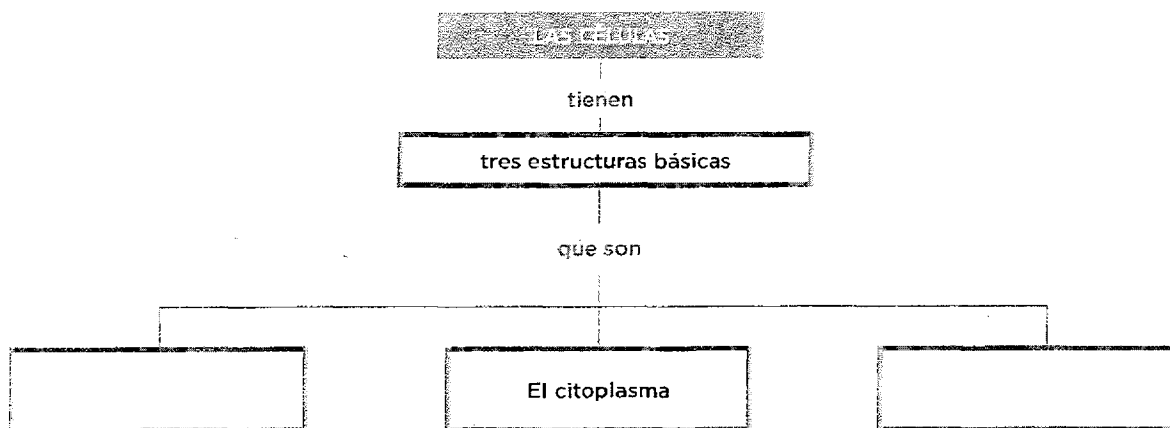 LAS CÉLULAS
tienen
tres estructuras básicas
que son
El citoplasma